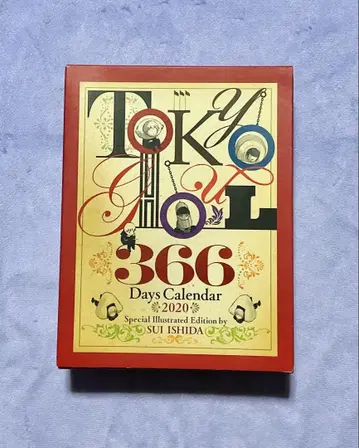 TOKYO
GHOUL
366
Days Calendar
2020
Special Illustrated Edition by
SUI ISHIDA